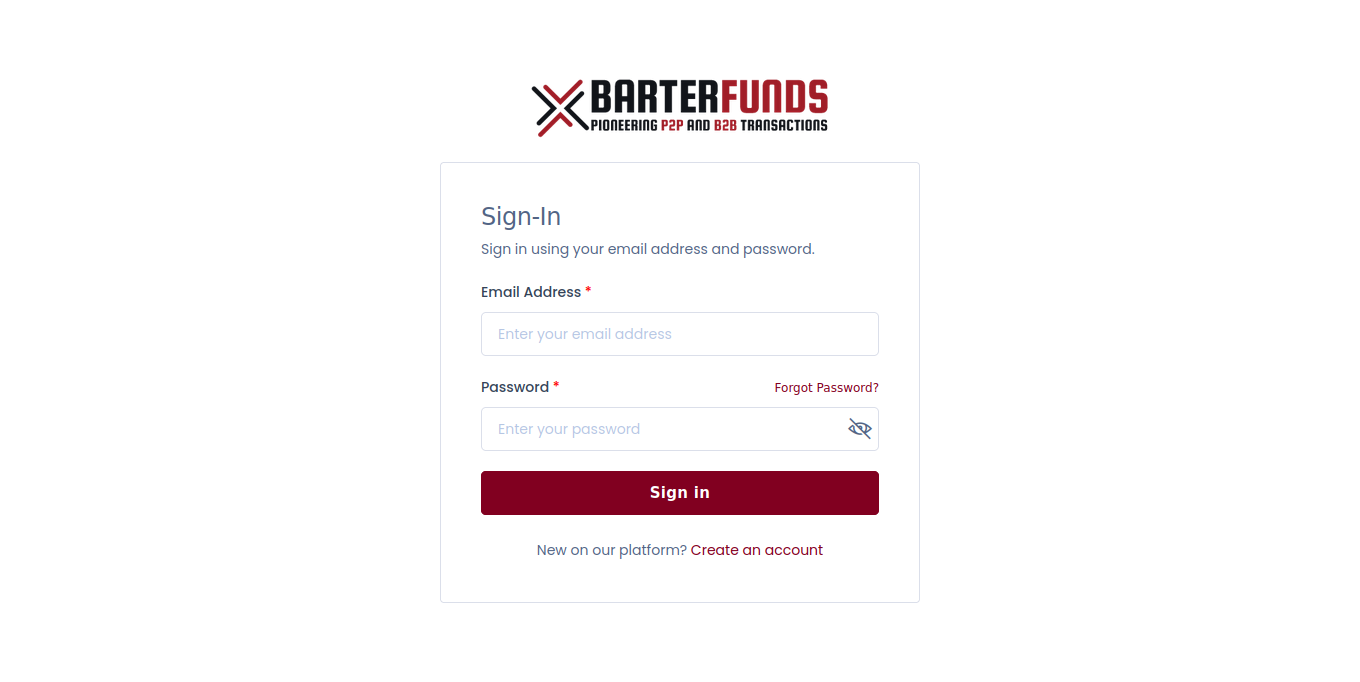 BARTERFUNDS
PIONEERING P2P AND B2B TRANSACTIONS
Sign-In
Sign in using your email address and password.
Email Address *
Enter your email address
Password *
Forgot Password?
Enter your password
Sign in
New on our platform? Create an account